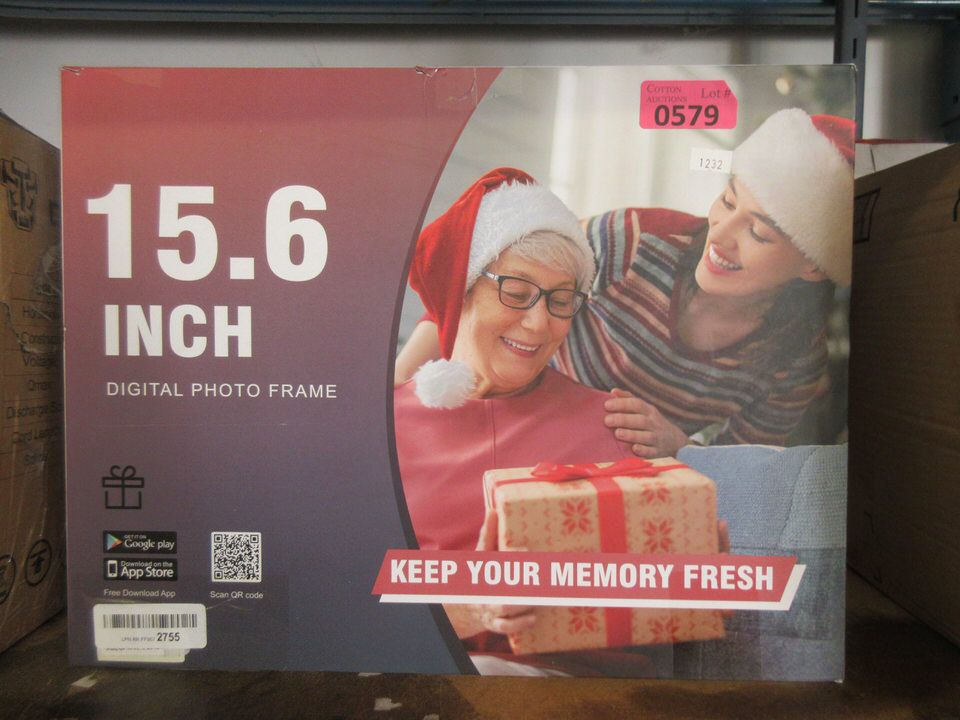 COTTON
AUCTIONS
Lot #
0579
1232
15.6
INCH
DIGITAL PHOTO FRAME
GET IT ON
Google play
Download on the
App Store
Free Download App
Scan QR code
2755
KEEP YOUR MEMORY FRESH